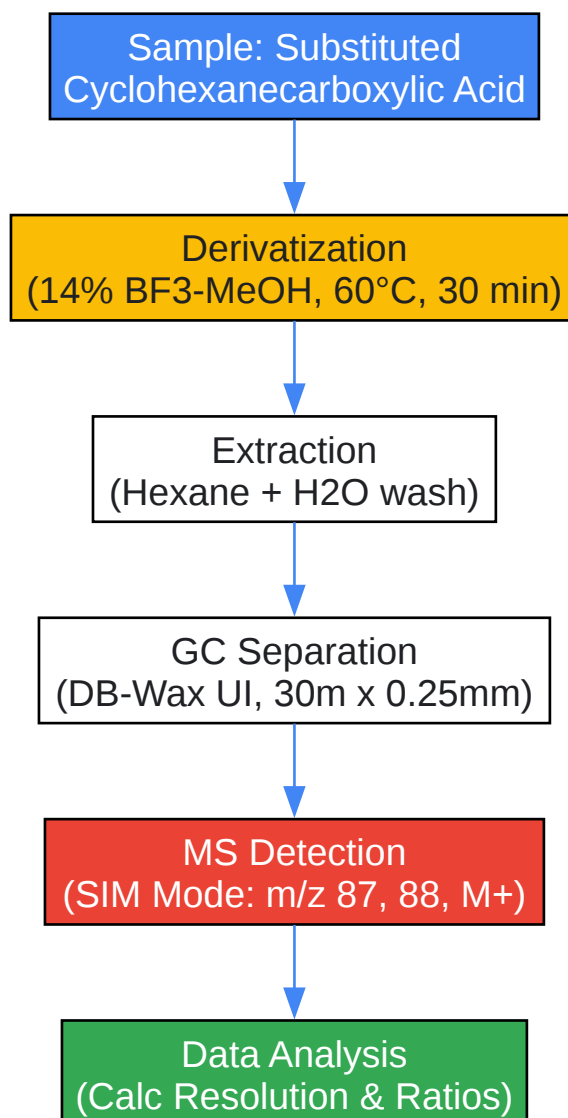 Sample: Substituted
Cyclohexanecarboxylic Acid
Derivatization
(14% BF3-MeOH, 60°C, 30 min)
Extraction
(Hexane + H2O wash)
GC Separation
(DB-Wax UI, 30m x 0.25mm)
MS Detection
(SIM Mode: m/z 87, 88, M+)
Data Analysis
(Calc Resolution & Ratios)